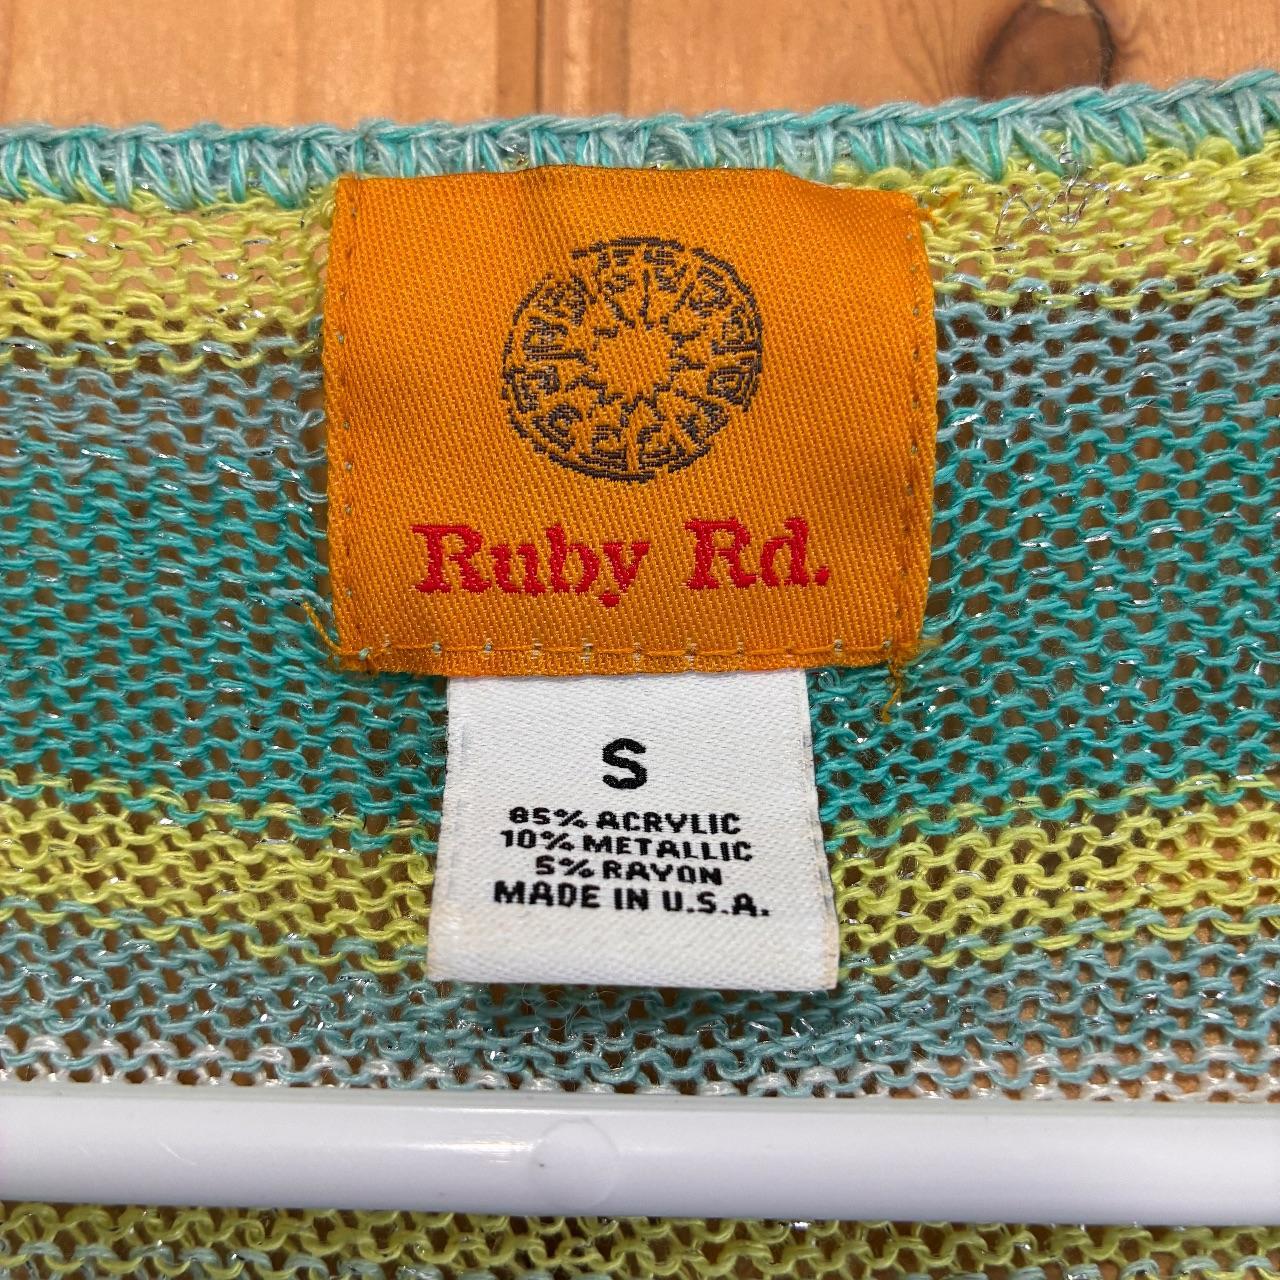 Ruby Rd.
S
85% ACRYLIC
10% METALLIC
5% RAYON
MADE IN U.S.A.